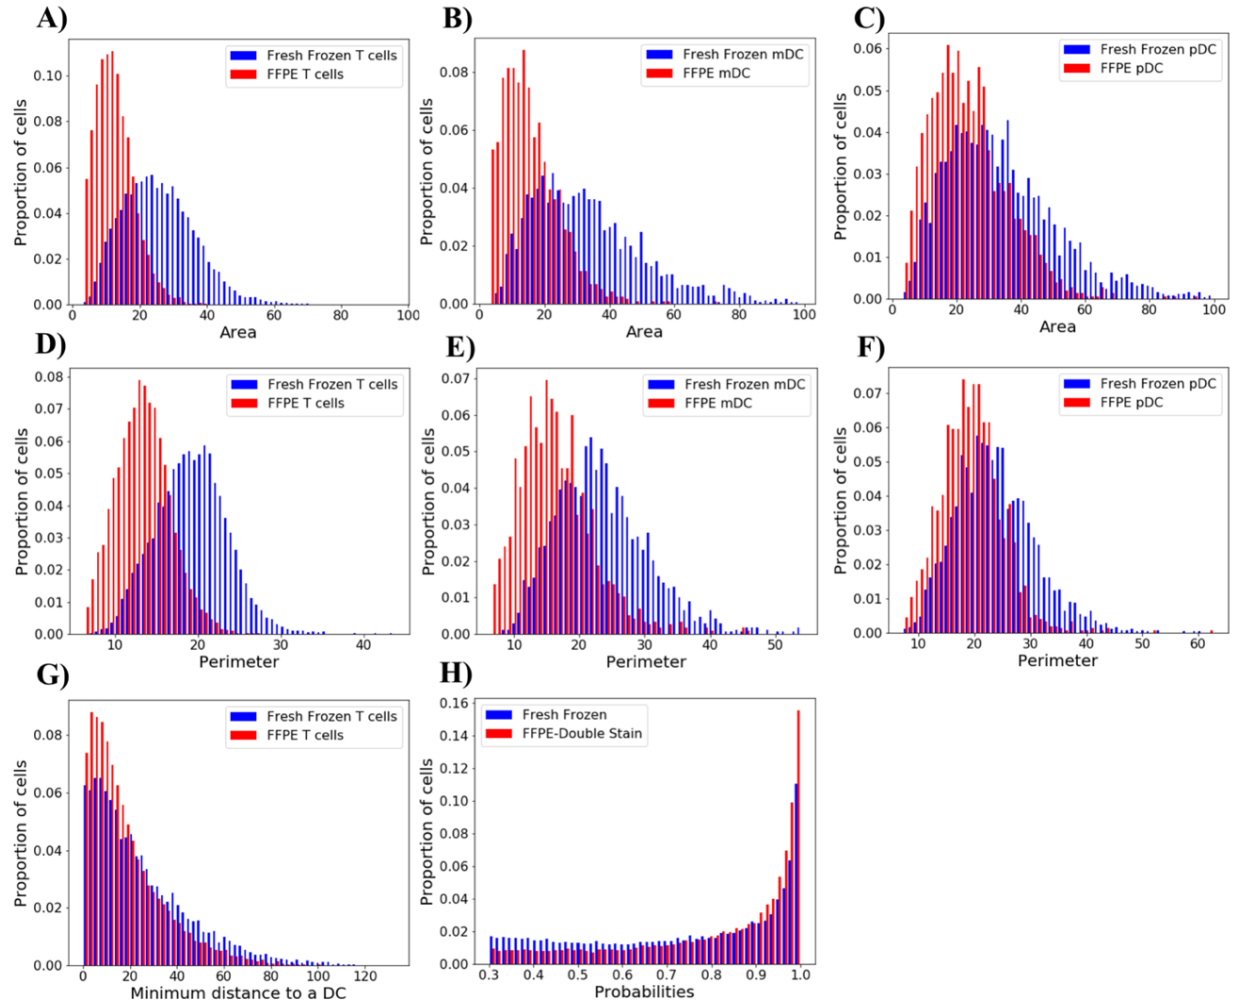 A)
Fresh Frozen T cells
FFPE T cells
Proportion of cells
0.10
0.08
0.06
0.04
0.02
0.00
0 20 40 60 80 100
Area
B)
Fresh Frozen mDC
FFPE mDC
Proportion of cells
0.08
0.06
0.04
0.02
0.00
0 20 40 60 80 100
Area
C)
Fresh Frozen pDC
FFPE pDC
Proportion of cells
0.06
0.05
0.04
0.03
0.02
0.01
0.00
0 20 40 60 80 100
Area
D)
Fresh Frozen T cells
FFPE T cells
Proportion of cells
0.08
0.07
0.06
0.05
0.04
0.03
0.02
0.01
0.00
10 20 30 40
Perimeter
E)
Fresh Frozen mDC
FFPE mDC
Proportion of cells
0.07
0.06
0.05
0.04
0.03
0.02
0.01
0.00
10 20 30 40 50
Perimeter
F)
Fresh Frozen pDC
FFPE pDC
Proportion of cells
0.07
0.06
0.05
0.04
0.03
0.02
0.01
0.00
10 20 30 40 50 60
Perimeter
G)
Fresh Frozen T cells
FFPE T cells
Proportion of cells
0.08
0.06
0.04
0.02
0.00
0 20 40 60 80 100 120
Minimum distance to a DC
H)
Fresh Frozen
FFPE-Double Stain
Proportion of cells
0.16
0.14
0.12
0.10
0.08
0.06
0.04
0.02
0.00
0.3 0.4 0.5 0.6 0.7 0.8 0.9 1.0
Probabilities